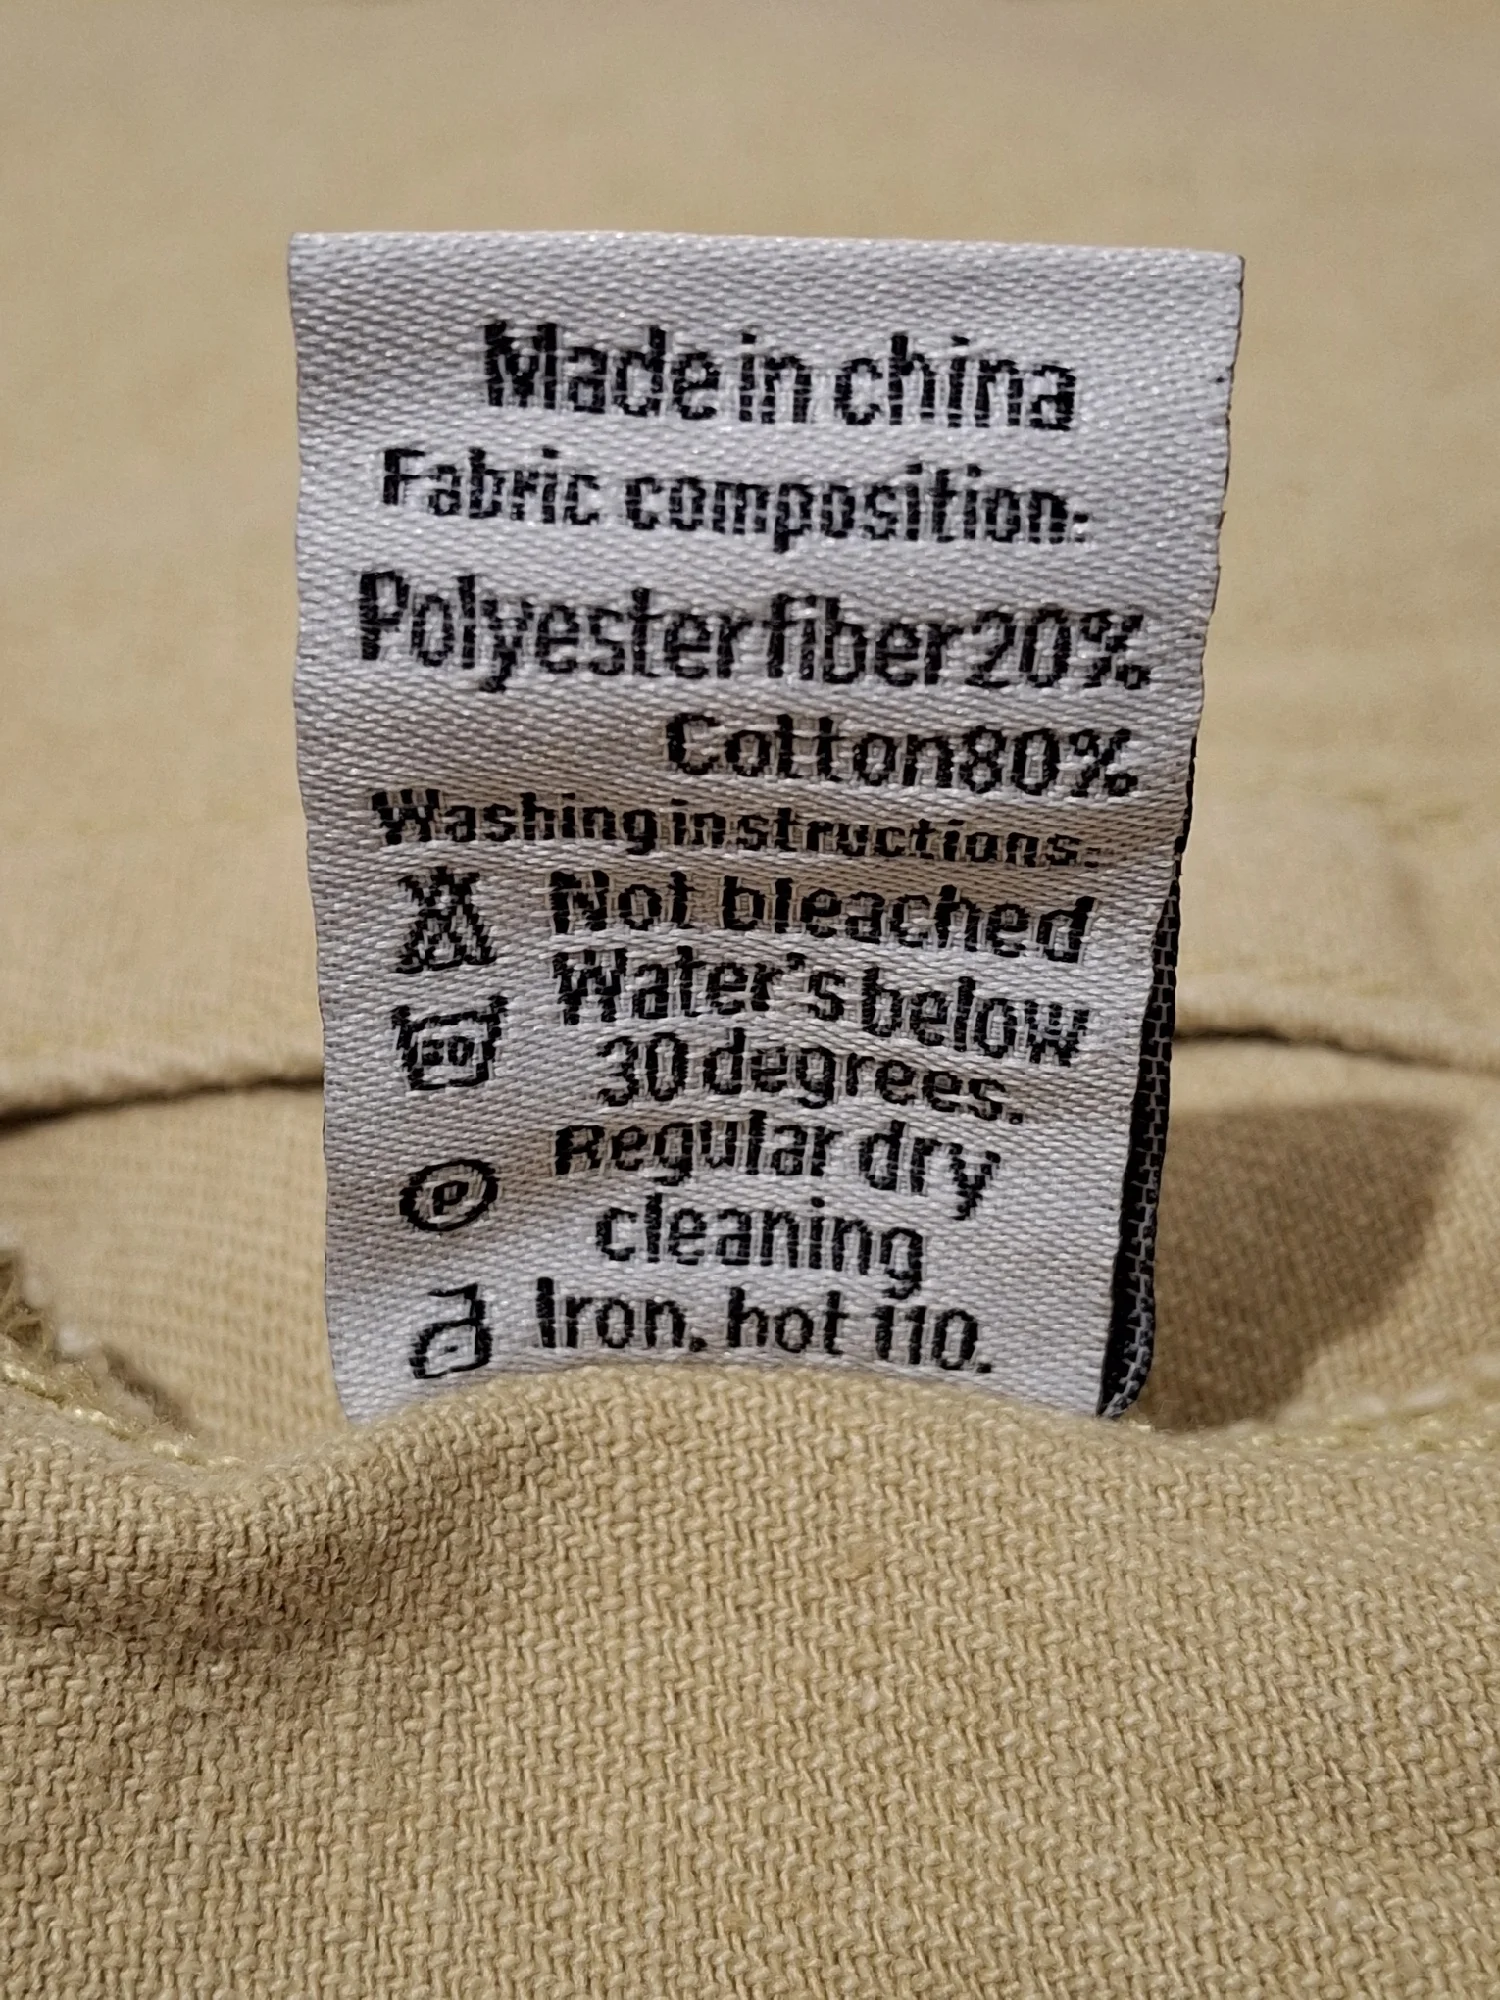 Made in china
Fabric composition:
Polyester fiber20%
Cotton80%
Washing instructions:
Not bleached
Water's below
30 degrees.
Regular dry
P
cleaning
Iron, hot 110.